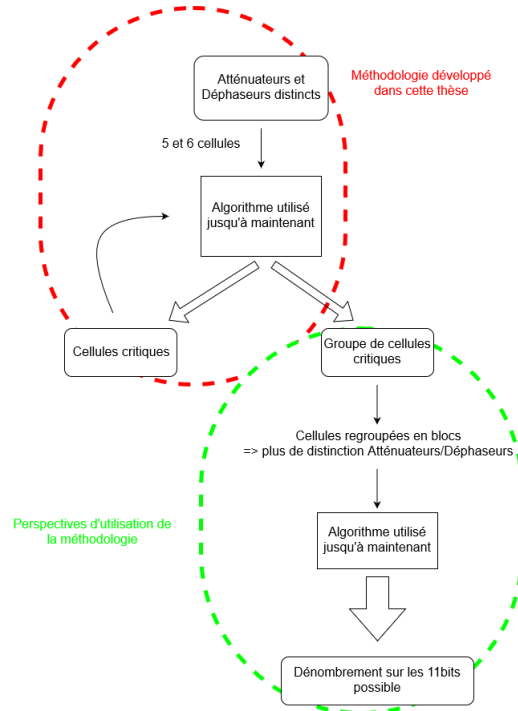 Atténuateurs et
Déphaseurs distincts
Méthodologie développé
dans cette thèse
5 et 6 cellules
Algorithme utilisé
jusqu'à maintenant
Cellules critiques
Groupe de cellules
critiques
Cellules regroupées en blocs
=> plus de distinction Atténuateurs/Déphaseurs
Perspectives d'utilisation de
la méthodologie
Algorithme utilisé
jusqu'à maintenant
Dénombrement sur les 11bits
possible